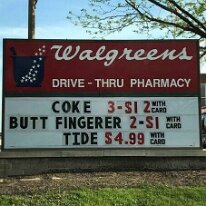 Walgreens
DRIVE-THRU PHARMACY
COKE 3-$12 WITH CARD
BUTT FINGERER 2-$1 WITH CARD
TIDE $4.99 WITH CARD